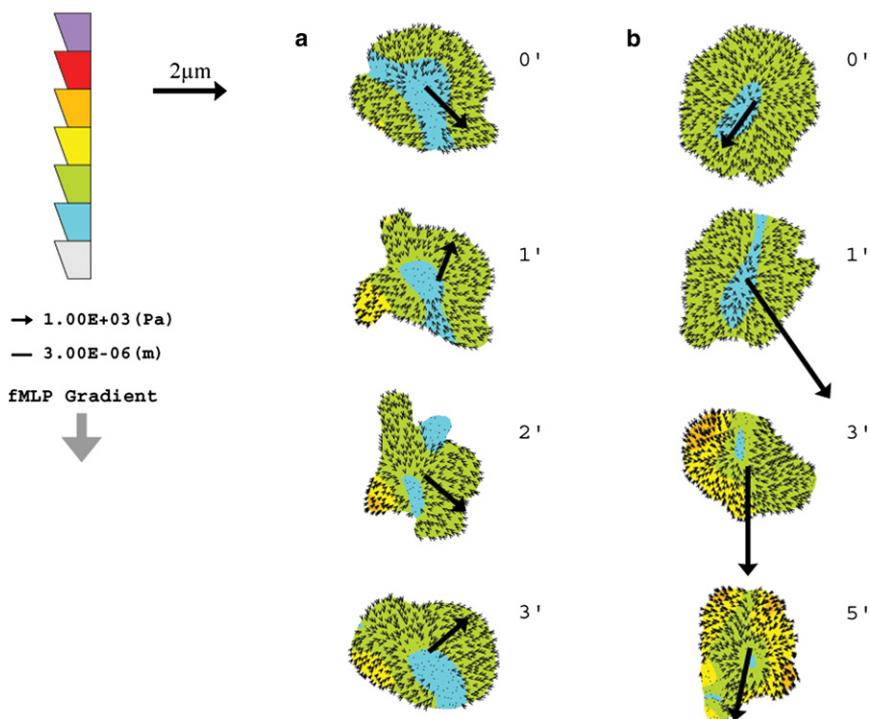 2μm
1.00E+03(Pa)
3.00E-06(m)
fMLP Gradient
a
0'
1'
2'
3'
b
0'
1'
3'
5'